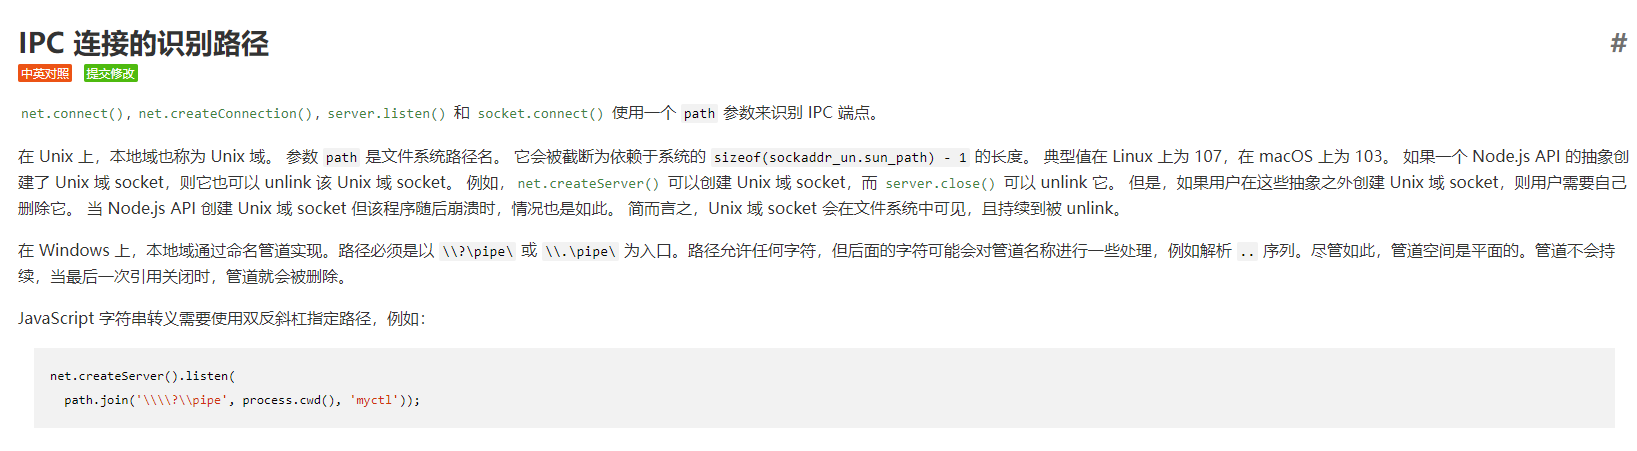 IPC 连接的识别路径 #
中英对照 提交修改
net.connect(), net.createConnection(), server.listen() 和 socket.connect() 使用一个 path 参数来识别 IPC 端点。
在 Unix 上，本地域也称为 Unix 域。 参数 path 是文件系统路径名。 它会被截断为依赖于系统的 sizeof(sockaddr_un.sun_path) - 1 的长度。 典型值在 Linux 上为 107，在 macOS 上为 103。 如果一个 Node.js API 的抽象创
建了 Unix 域 socket，则它也可以 unlink 该 Unix 域 socket。 例如，net.createServer() 可以创建 Unix 域 socket，而 server.close() 可以 unlink 它。 但是，如果用户在这些抽象之外创建 Unix 域 socket，则用户需要自己
删除它。 当 Node.js API 创建 Unix 域 socket 但该程序随后崩溃时，情况也是如此。 简而言之，Unix 域 socket 会在文件系统中可见，且持续到被 unlink。
在 Windows 上，本地域通过命名管道实现。路径必须是以 \\?\pipe\ 或 \\.\pipe\ 为入口。路径允许任何字符，但后面的字符可能会对管道名称进行一些处理，例如解析 .. 序列。尽管如此，管道空间是平面的。管道不会持
续，当最后一次引用关闭时，管道就会被删除。
JavaScript 字符串转义需要使用双反斜杠指定路径，例如：
net.createServer().listen(
  path.join('\\\\?\\pipe', process.cwd(), 'myctl'));